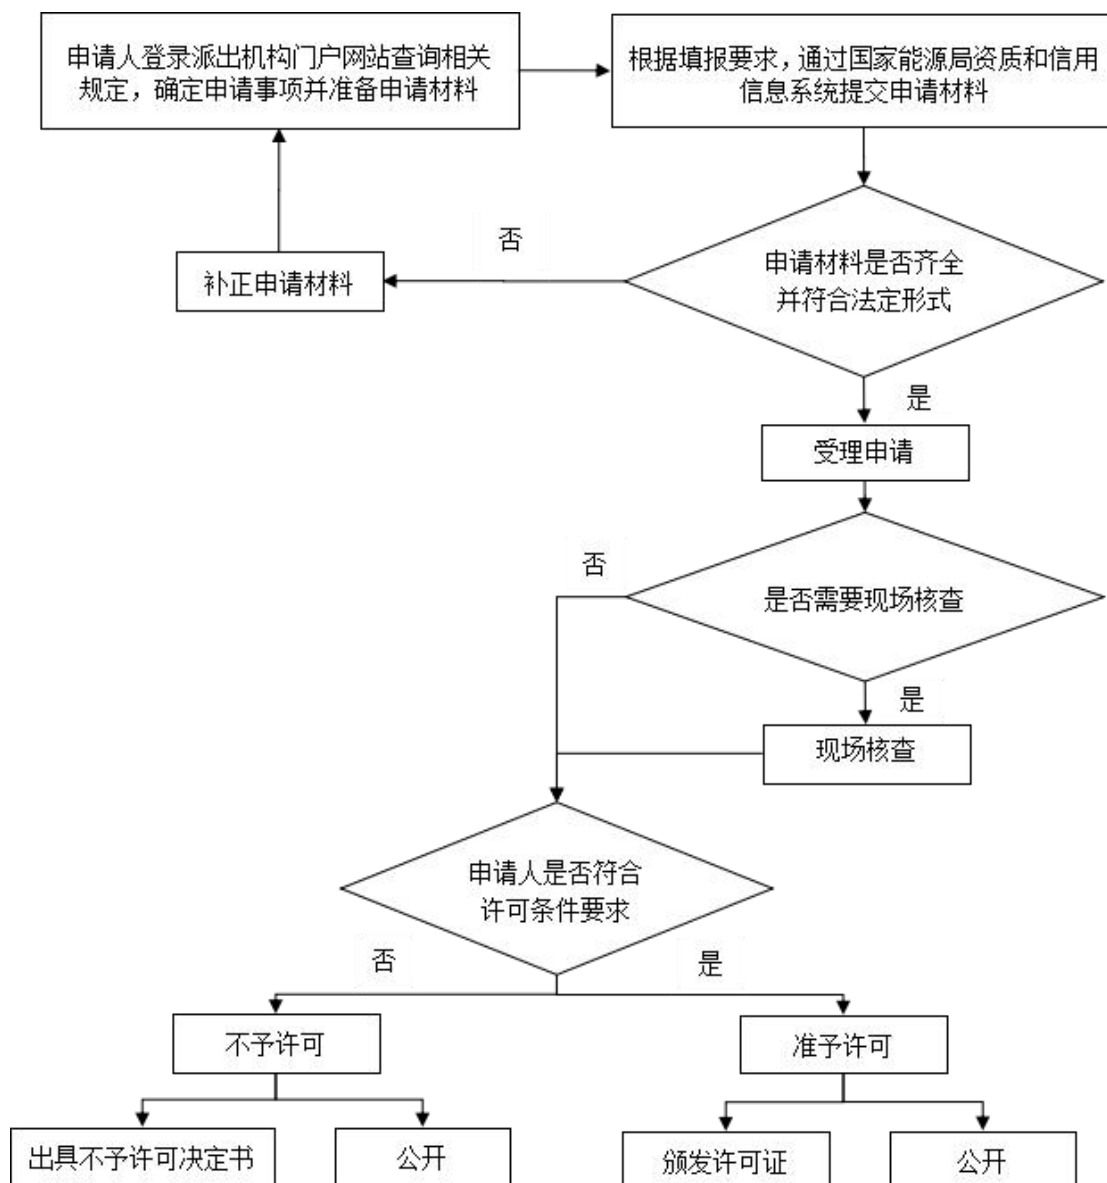 申请人登录派出机构门户网站查询相关
规定，确定申请事项并准备申请材料
根据填报要求，通过国家能源局资质和信用
信息系统提交申请材料
否
申请材料是否齐全
并符合法定形式
补正申请材料
是
受理申请
否
是否需要现场核查
是
现场核查
申请人是否符合
许可条件要求
否
是
不予许可
准予许可
出具不予许可决定书
公开
颁发许可证
公开